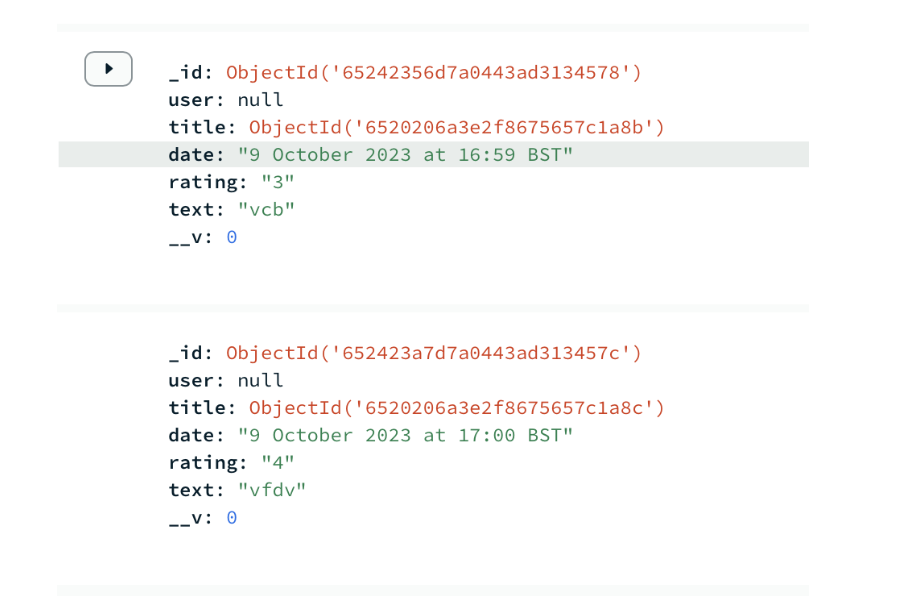 _id: ObjectId('65242356d7a0443ad3134578')
user: null
title: ObjectId('6520206a3e2f8675657c1a8b')
date: "9 October 2023 at 16:59 BST"
rating: "3"
text: "vcb"
__v: 0
_id: ObjectId('652423a7d7a0443ad313457c')
user: null
title: ObjectId('6520206a3e2f8675657c1a8c')
date: "9 October 2023 at 17:00 BST"
rating: "4"
text: "vfdv"
__v: 0